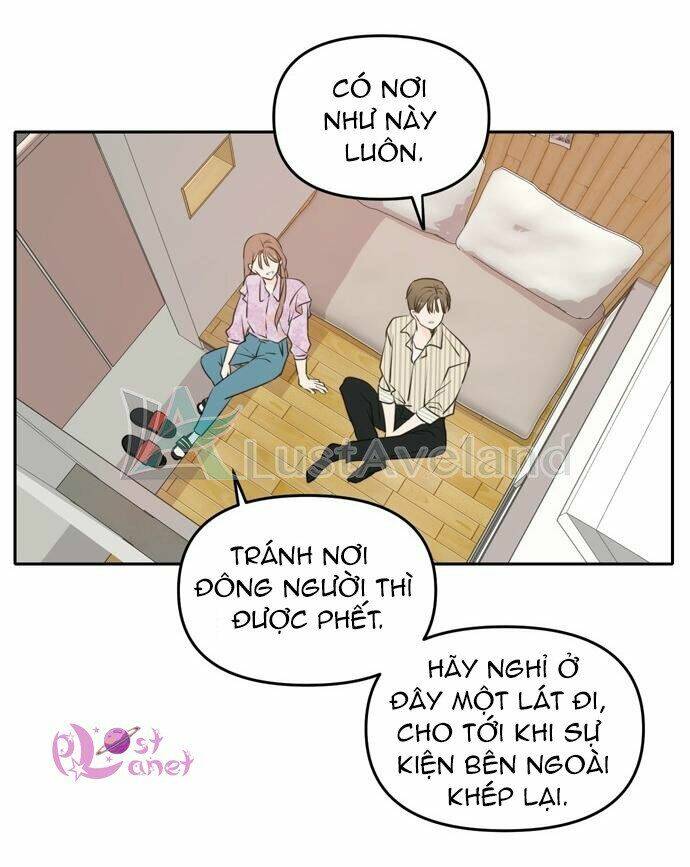 CÓ NƠI
NHƯ NÀY
LUÔN.
LustAveland
TRÁNH NƠI
ĐÔNG NGƯỜI THÌ
ĐƯỢC PHẾT.
HÃY NGHỈ Ở
ĐÂY MỘT LÁT ĐI,
CHO TỚI KHI SỰ
KIỆN BÊN NGOÀI
KHÉP LẠI.
Lost
Planet